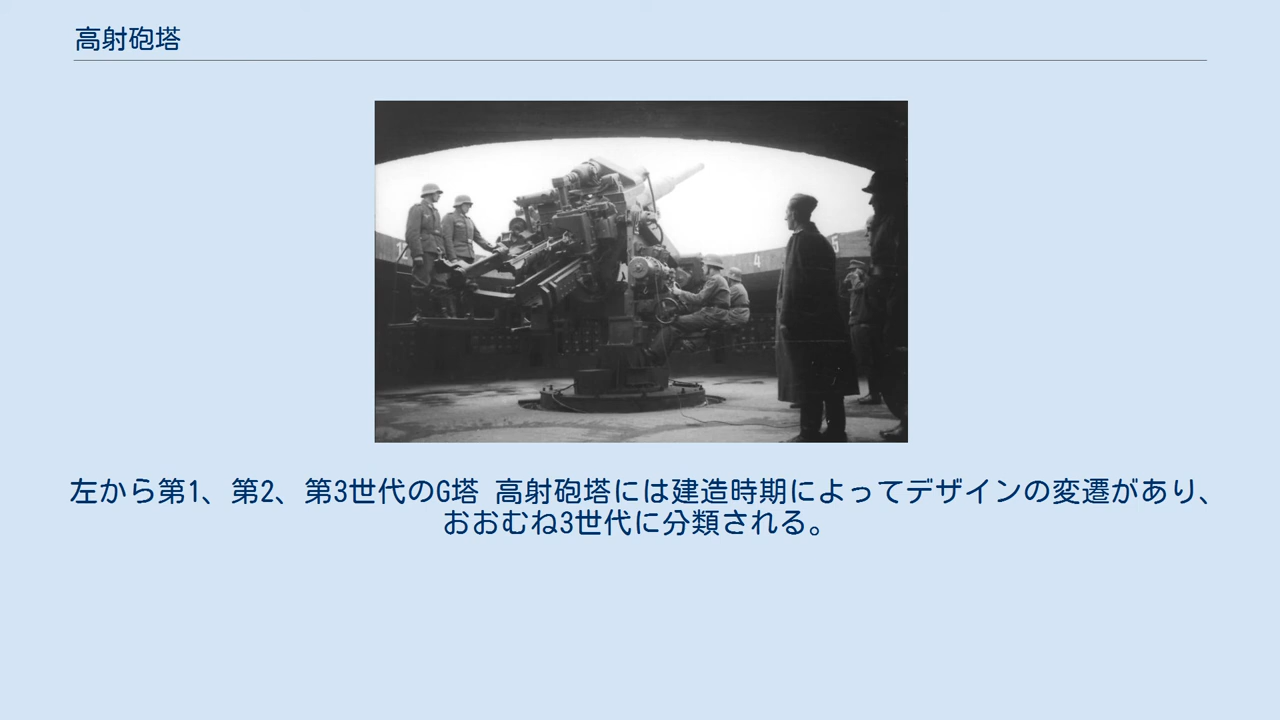 高射砲塔
左から第1、第2、第3世代のG塔 高射砲塔には建造時期によってデザインの変遷があり、
おおむね3世代に分類される。
4